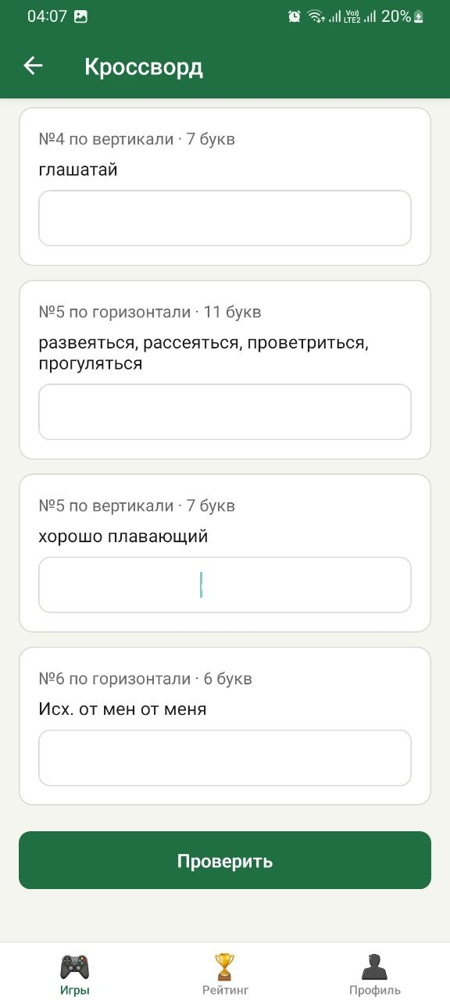 04:07
Vo)) LTE2 20%
Кроссворд
№4 по вертикали · 7 букв
глашатай
№5 по горизонтали · 11 букв
развеяться, рассеяться, проветриться,
прогуляться
№5 по вертикали · 7 букв
хорошо плавающий
№6 по горизонтали · 6 букв
Исх. от мен от меня
Проверить
Игры Рейтинг Профиль